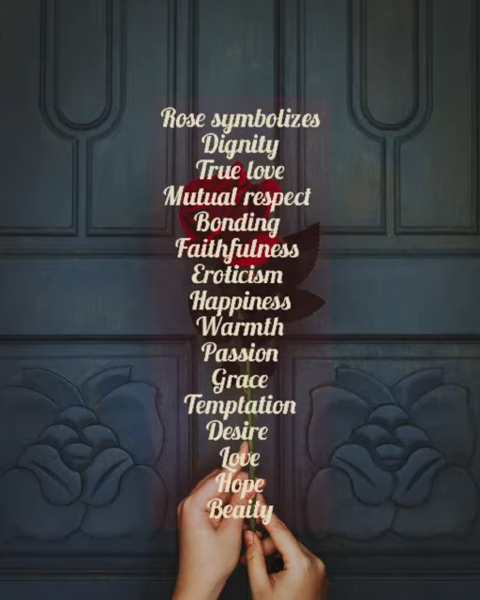 Rose symbolizes
Dignity
True love
Mutual respect
Bonding
Faithfulness
Eroticism
Happiness
Warmth
Passion
Grace
Temptation
Desire
Love
Hope
Beaity